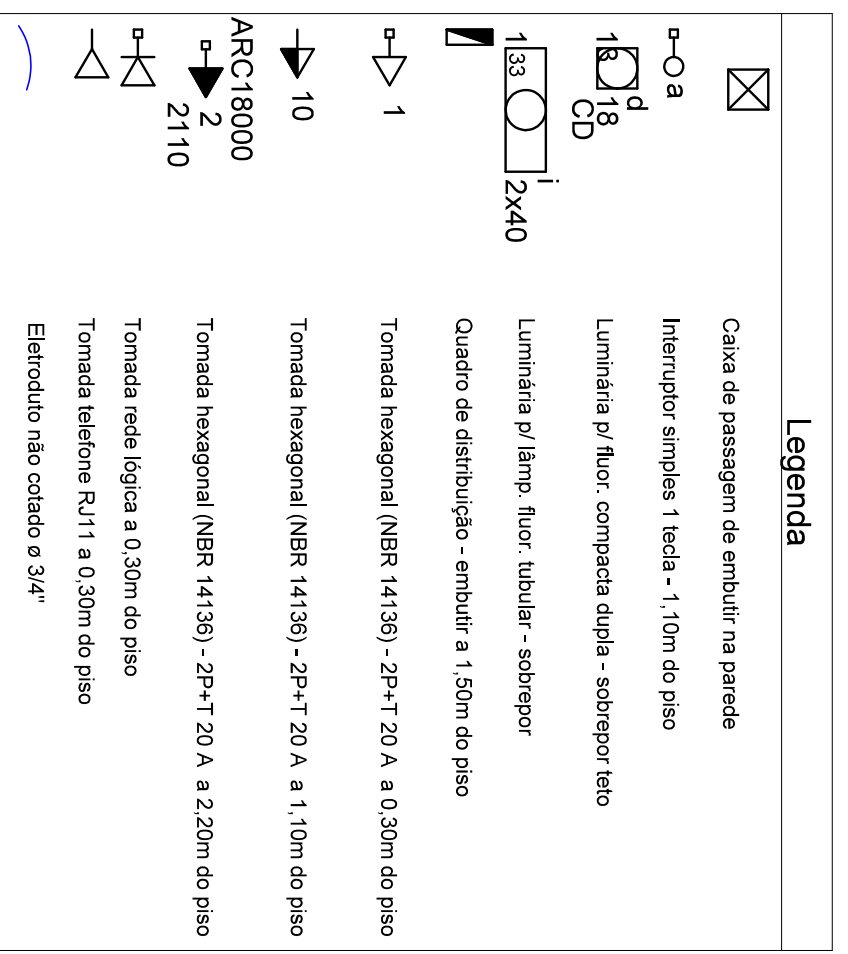 Legenda
Caixa de passagem de embutir na parede
a
Interruptor simples 1 tecla - 1,10m do piso
d
18
CD
Luminária p/ fluor. compacta dupla - sobrepor teto
i
1
33
2x40
Luminária p/ lâmp. fluor. tubular - sobrepor
Quadro de distribuição - embutir a 1,50m do piso
1
Tomada hexagonal (NBR 14136) - 2P+T 20 A a 0,30m do piso
10
Tomada hexagonal (NBR 14136) - 2P+T 20 A a 1,10m do piso
ARC18000
2
2110
Tomada hexagonal (NBR 14136) - 2P+T 20 A a 2,20m do piso
Tomada rede lógica a 0,30m do piso
Tomada telefone RJ11 a 0,30m do piso
Eletroduto não cotado ø 3/4"